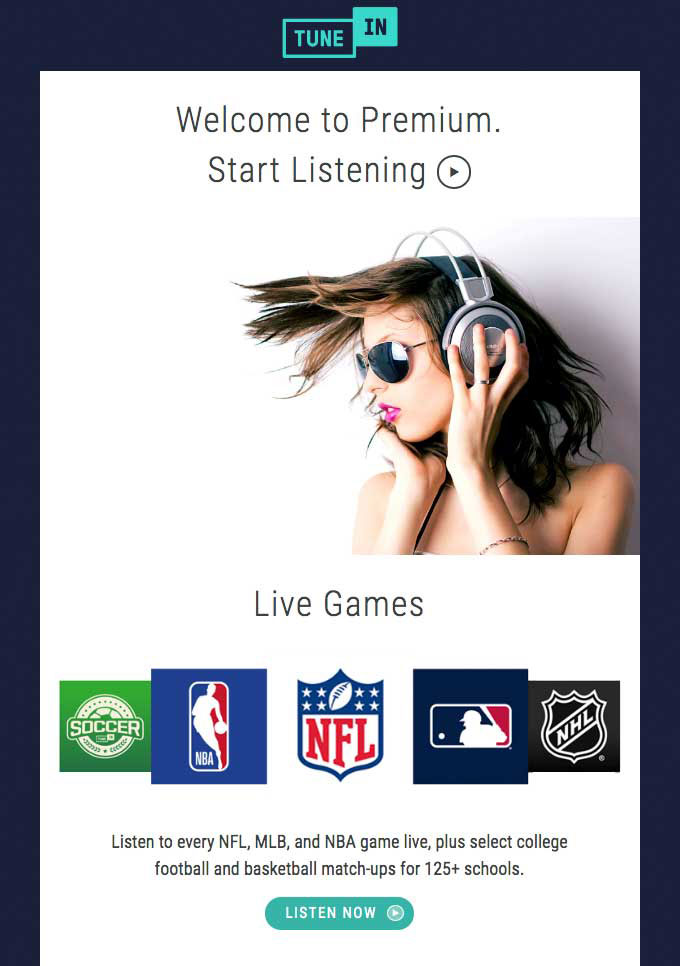 TUNE IN
Welcome to Premium.
Start Listening
Live Games
SOCCER
NBA
NFL
NHL
Listen to every NFL, MLB, and NBA game live, plus select college
football and basketball match-ups for 125+ schools.
LISTEN NOW